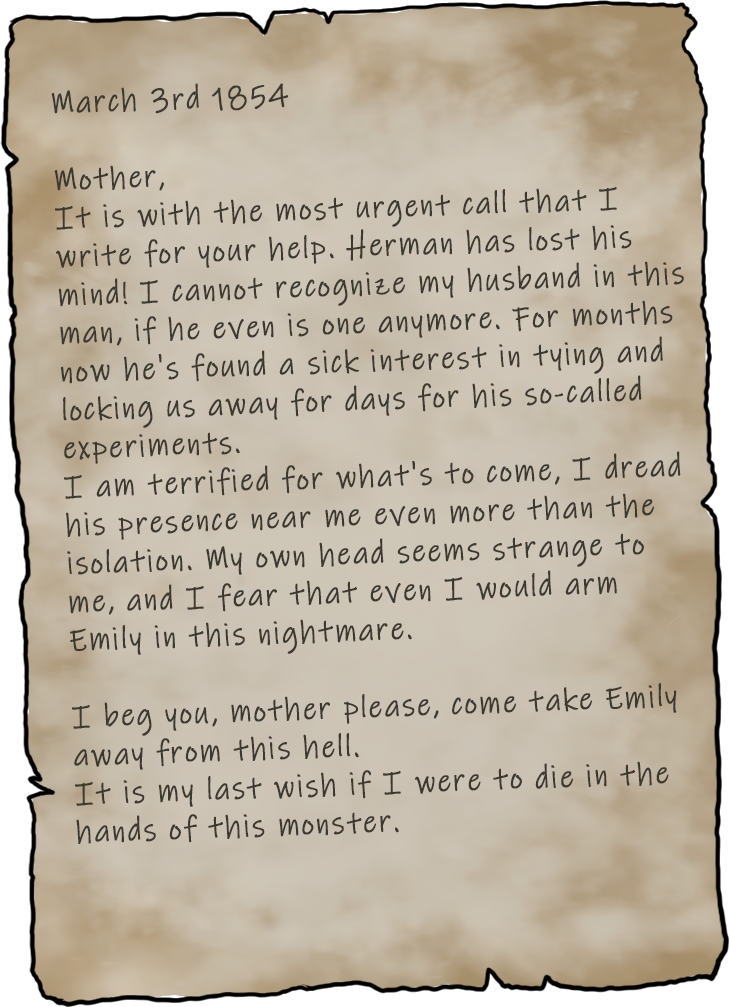 March 3rd 1854
Mother,
It is with the most urgent call that I
write for your help. Herman has lost his
mind! I cannot recognize my husband in this
man, if he even is one anymore. For months
now he's found a sick interest in tying and
locking us away for days for his so-called
experiments.
I am terrified for what's to come, I dread
his presence near me even more than the
isolation. My own head seems strange to
me, and I fear that even I would arm
Emily in this nightmare.
I beg you, mother please, come take Emily
away from this hell.
It is my last wish if I were to die in the
hands of this monster.